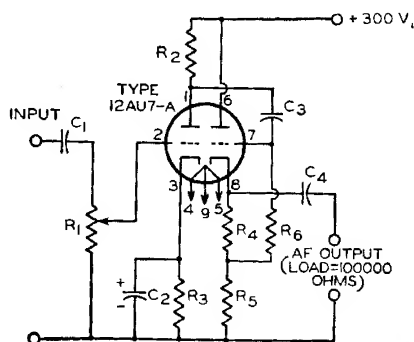 + 300 V.
R2
TYPE
12AU7-A
1
6
C3
INPUT
C1
2
7
C4
3
8
4
9
5
R1
R4
R6
AF OUTPUT
(LOAD=100000
OHMS)
+
-
C2
R3
R5